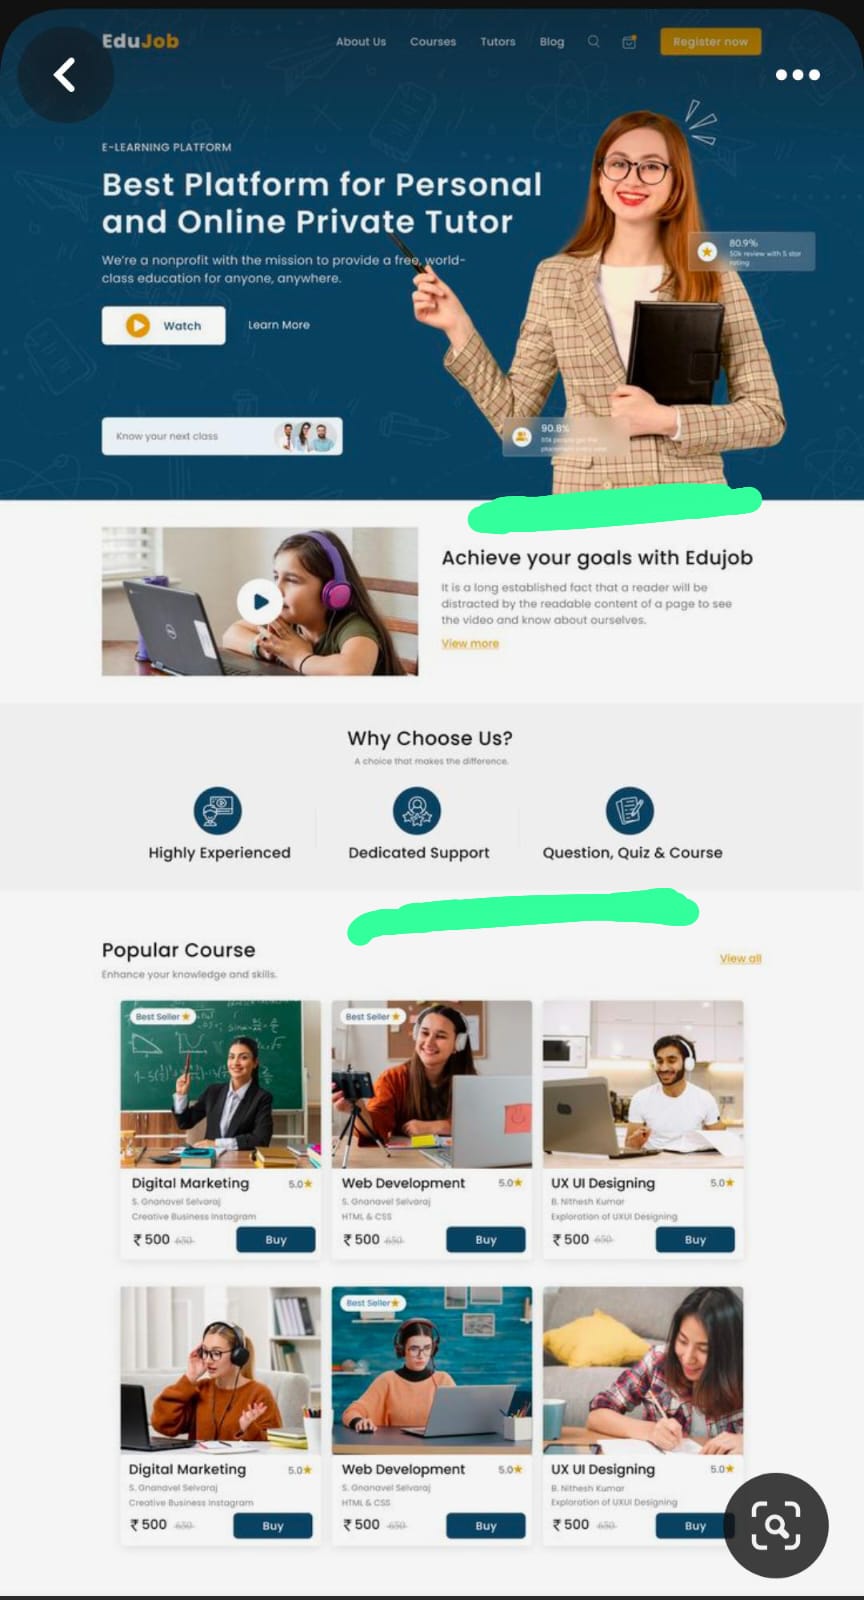 EduJob
About Us Courses Tutors Blog Register now
E-LEARNING PLATFORM
Best Platform for Personal
and Online Private Tutor
We're a nonprofit with the mission to provide a free, world-
class education for anyone, anywhere.
Watch Learn More
80.9%
50k review with 5 star
rating
Know your next class
90.8%
Achieve your goals with Edujob
It is a long established fact that a reader will be
distracted by the readable content of a page to see
the video and know about ourselves.
View more
Why Choose Us?
A choice that makes the difference.
Highly Experienced Dedicated Support Question, Quiz & Course
Popular Course
Enhance your knowledge and skills.
View all
Best Seller
Best Seller
Digital Marketing 5.0
S. Gnanavel Selvaraj
Creative Business Instagram
₹ 500 650 Buy
Web Development 5.0
S. Gnanavel Selvaraj
HTML & CSS
₹ 500 650 Buy
UX UI Designing 5.0
B. Nithesh Kumar
Exploration of UXUI Designing
₹ 500 650 Buy
Best Seller
Digital Marketing 5.0
S. Gnanavel Selvaraj
Creative Business Instagram
₹ 500 650 Buy
Web Development 5.0
S. Gnanavel Selvaraj
HTML & CSS
₹ 500 650 Buy
UX UI Designing 5.0
B. Nithesh Kumar
Exploration of UXUI Designing
₹ 500 650 Buy